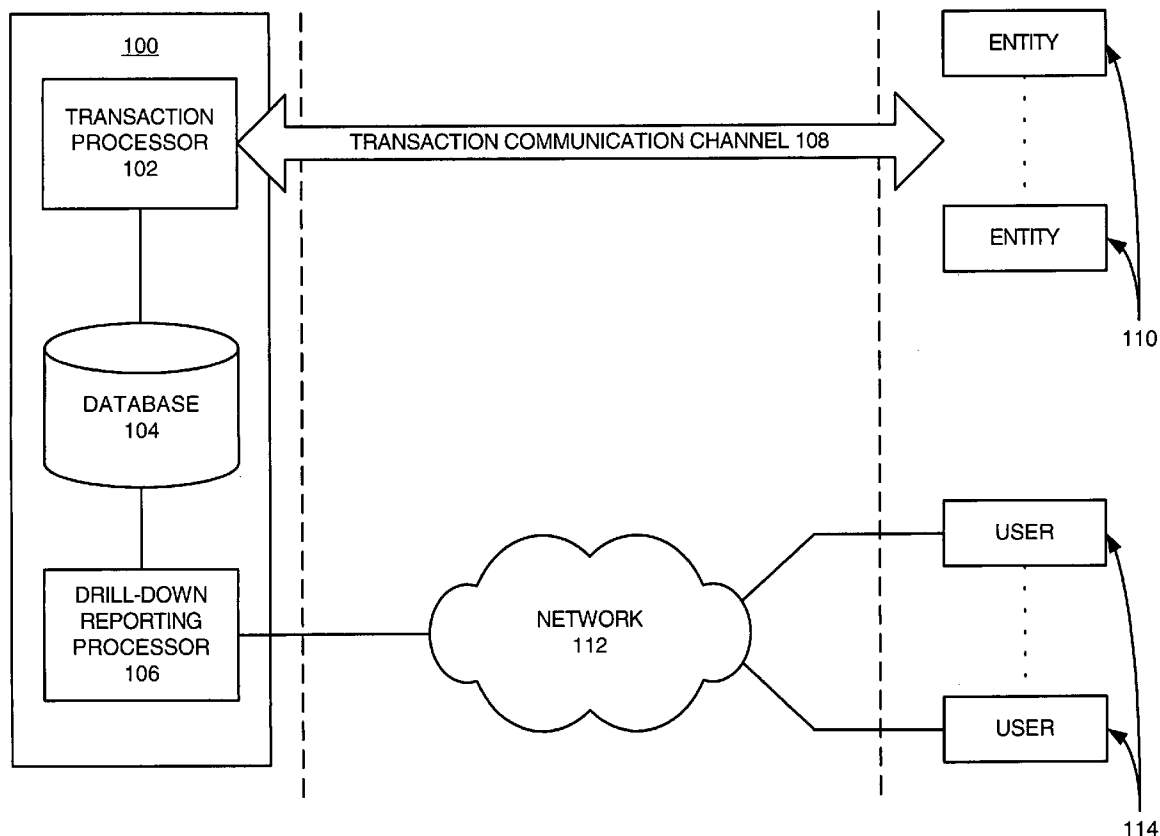 100
TRANSACTION
PROCESSOR
102
DATABASE
104
DRILL-DOWN
REPORTING
PROCESSOR
106
TRANSACTION COMMUNICATION CHANNEL 108
NETWORK
112
ENTITY
ENTITY
110
USER
USER
114